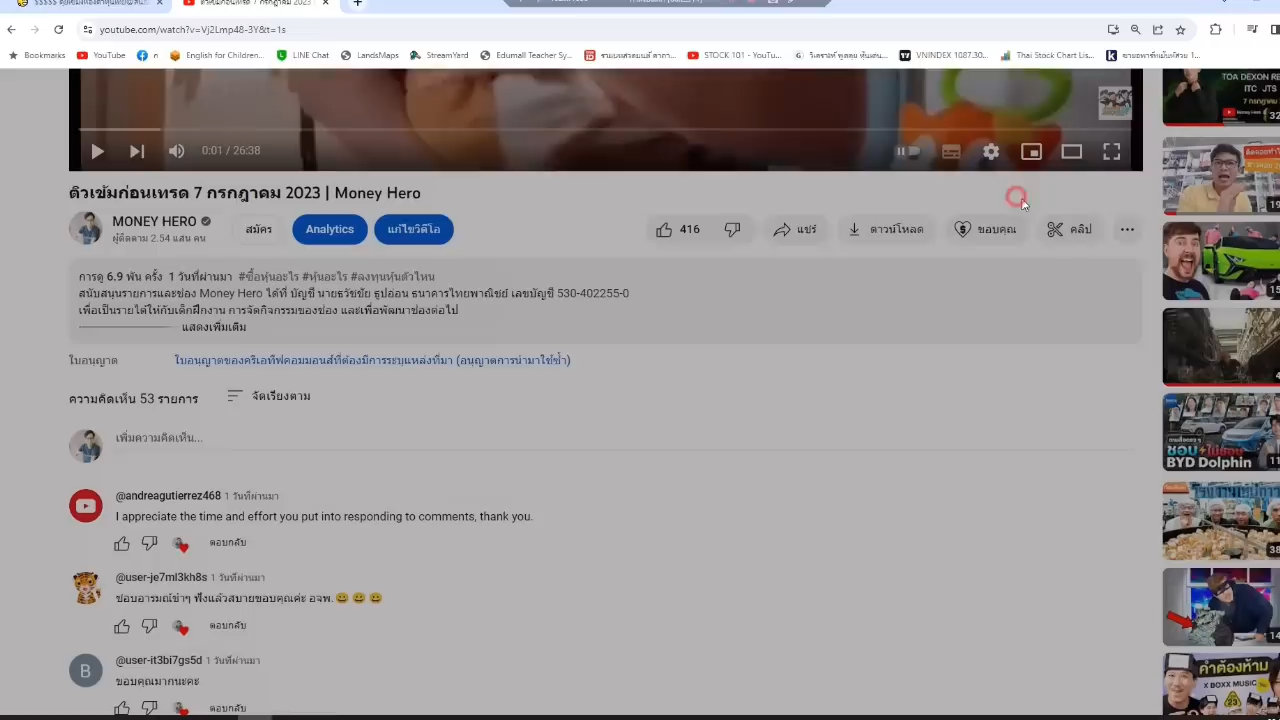 youtube.com/watch?v=Vj2Lmp48-3Y&t=1s
Bookmarks YouTube n English for Children... LINE Chat LandsMaps StreamYard Edumall Teacher Sy... STOCK 101 - YouTu... VNINDEX 1087.30... Thai Stock Chart Lis...
TOA DEXON RE
ITC JTS
7 กรกฎาคม
0:01 / 26:38
ติวเข้มก่อนเทรด 7 กรกฎาคม 2023 | Money Hero
MONEY HERO
ผู้ติดตาม 2.54 แสน คน
สมัคร Analytics แก้ไขวิดีโอ 416 แชร์ ดาวน์โหลด ขอบคุณ คลิป
การดู 6.9 พัน ครั้ง 1 วันที่ผ่านมา #ซื้อหุ้นอะไร #หุ้นอะไร #ลงทุนหุ้นตัวไหน
สนับสนุนรายการและช่อง Money Hero ได้ที่ บัญชี นายธวัชชัย ธูปอ่อน ธนาคารไทยพาณิชย์ เลขบัญชี 530-402255-0
เพื่อเป็นรายได้ให้กับเด็กฝึกงาน การจัดกิจกรรมของช่อง และเพื่อพัฒนาช่องต่อไป
แสดงเพิ่มเติม
ใบอนุญาต ใบอนุญาตของครีเอทีฟคอมมอนส์ที่ต้องมีการระบุแหล่งที่มา (อนุญาตการนำมาใช้ซ้ำ)
ความคิดเห็น 53 รายการ จัดเรียงตาม
เพิ่มความคิดเห็น...
BYD Dolphin
@andreagutierrez468 1 วันที่ผ่านมา
I appreciate the time and effort you put into responding to comments, thank you.
ตอบกลับ
@user-je7ml3kh8s 1 วันที่ผ่านมา
ชอบอารมณ์ขำๆ ฟังแล้วสบายขอบคุณค่ะ อจพ.
ตอบกลับ
@user-it3bi7gs5d 1 วันที่ผ่านมา
B
ขอบคุณมากนะคะ
ตอบกลับ
คำต้องห้าม
X BOXX MUSIC
23